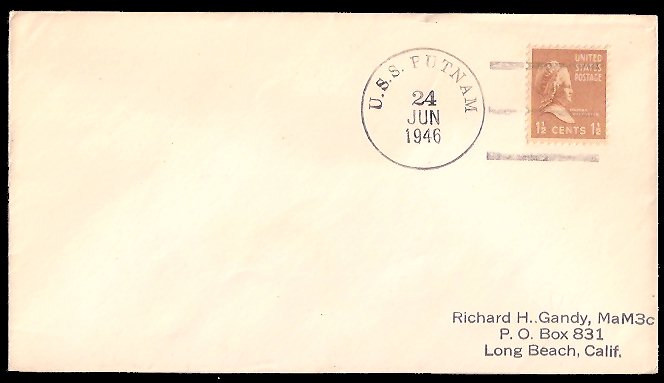 U.S.S. PUTNAM
24
JUN
1946
UNITED
STATES
POSTAGE
1½ CENTS 1½
Richard H..Gandy, MaM3c
P. O. Box 831
Long Beach, Calif.